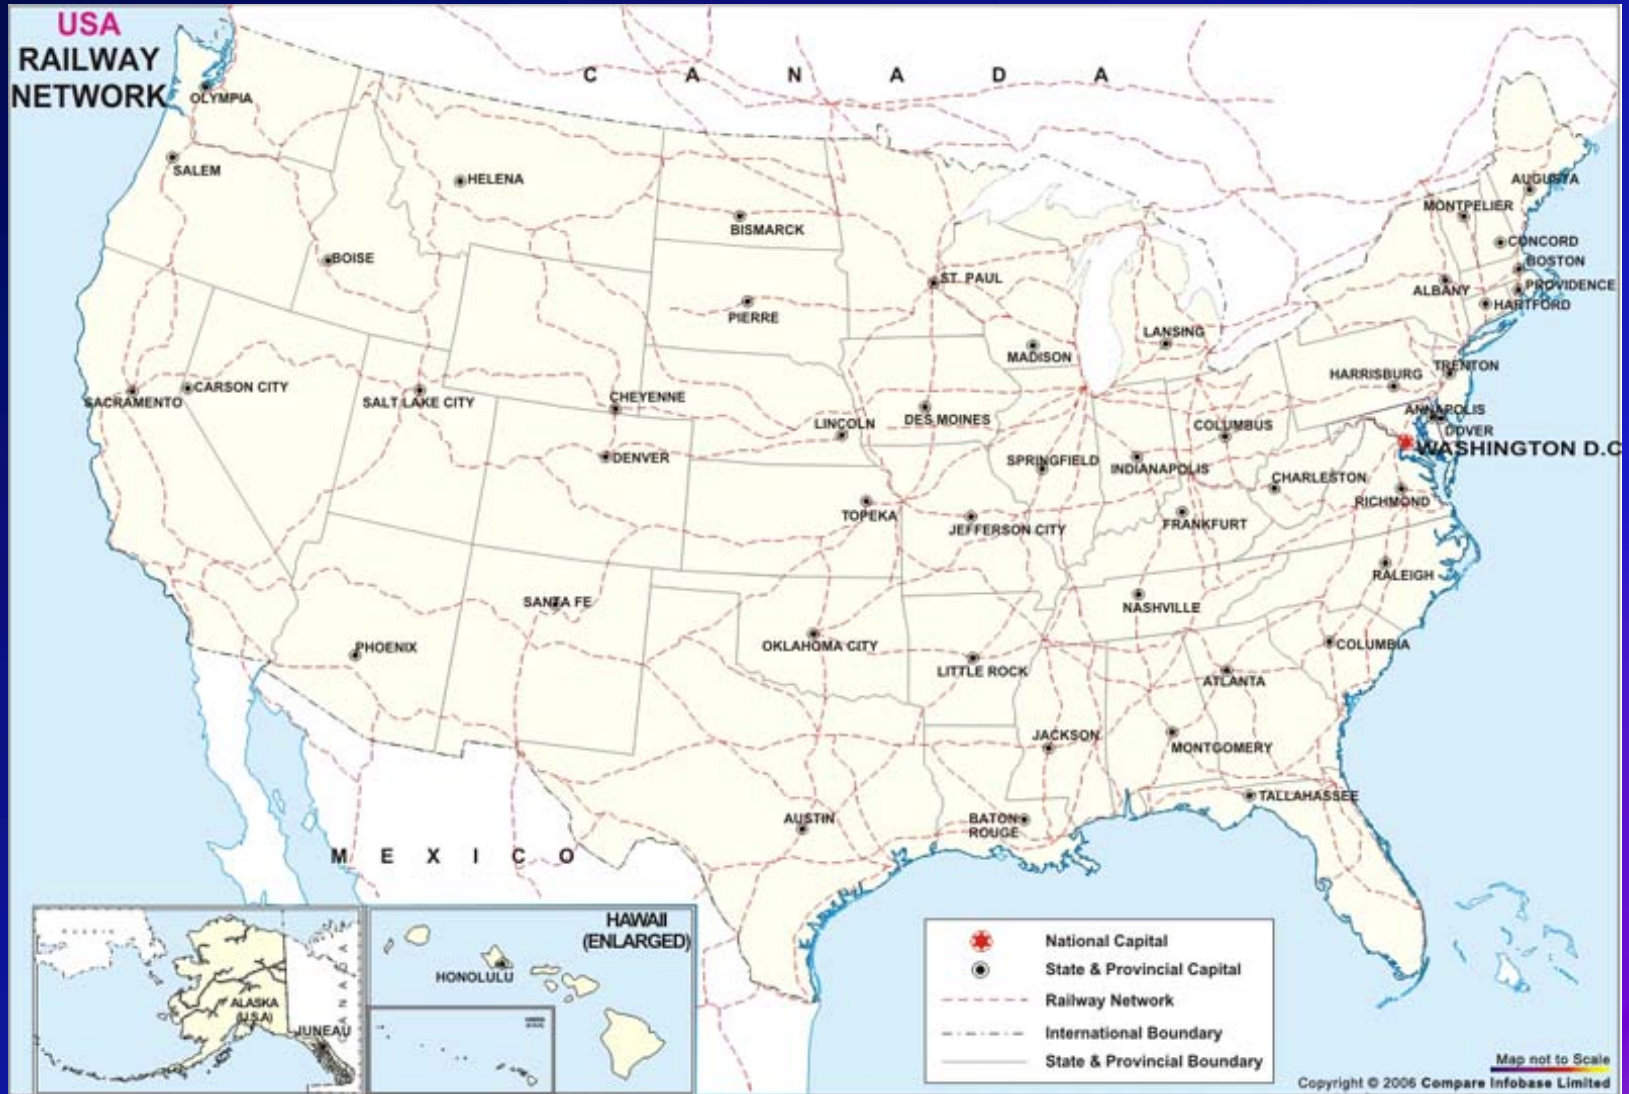 USA
RAILWAY
NETWORK
C A N A D A
OLYMPIA
SALEM
HELENA
BISMARCK
BOISE
ST. PAUL
PIERRE
AUGUSTA
MONTPELIER
CONCORD
BOSTON
PROVIDENCE
ALBANY
HARTFORD
LANSING
MADISON
TRENTON
HARRISBURG
CARSON CITY
SACRAMENTO
SALT LAKE CITY
CHEYENNE
LINCOLN
DES MOINES
COLUMBUS
ANNAPOLIS
DOVER
WASHINGTON D.C
DENVER
SPRINGFIELD
INDIANAPOLIS
CHARLESTON
RICHMOND
TOPEKA
JEFFERSON CITY
FRANKFURT
RALEIGH
SANTA FE
NASHVILLE
PHOENIX
OKLAHOMA CITY
LITTLE ROCK
COLUMBIA
ATLANTA
JACKSON
MONTGOMERY
TALLAHASSEE
AUSTIN
BATON
ROUGE
M E X I C O
RUSSIA
CANADA
ALASKA
(U.S.A)
JUNEAU
HAWAII
(ENLARGED)
HONOLULU
National Capital
State & Provincial Capital
Railway Network
International Boundary
State & Provincial Boundary
Map not to Scale
Copyright © 2006 Compare Infobase Limited